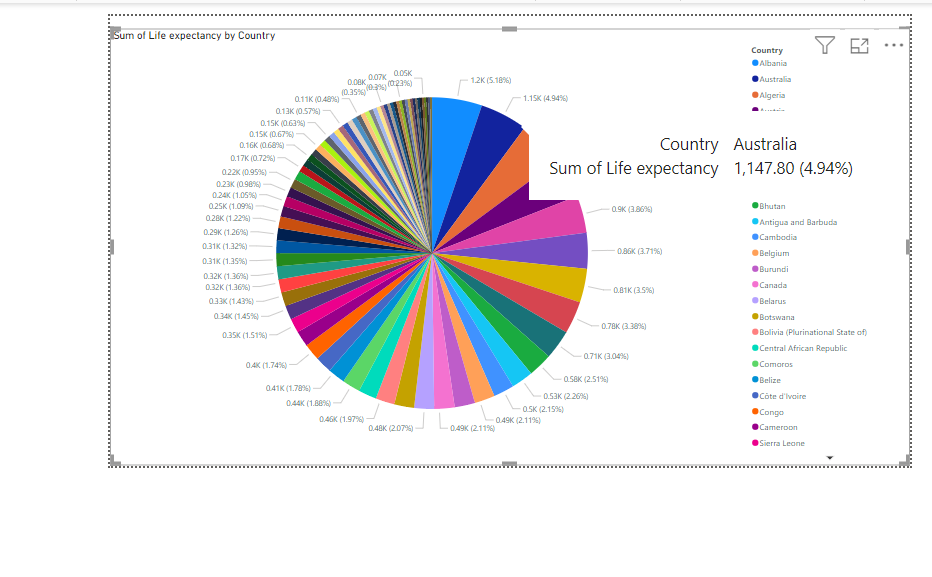 Sum of Life expectancy by Country
Country
Albania
Australia
Algeria
Austria
Country Australia
Sum of Life expectancy 1,147.80 (4.94%)
Bhutan
Antigua and Barbuda
Cambodia
Belgium
Burundi
Canada
Belarus
Botswana
Bolivia (Plurinational State of)
Central African Republic
Comoros
Belize
Côte d'Ivoire
Congo
Cameroon
Sierra Leone
1.2K (5.18%)
1.15K (4.94%)
0.9K (3.86%)
0.86K (3.71%)
0.81K (3.5%)
0.78K (3.38%)
0.71K (3.04%)
0.58K (2.51%)
0.53K (2.26%)
0.5K (2.15%)
0.49K (2.11%)
0.49K (2.11%)
0.48K (2.07%)
0.46K (1.97%)
0.44K (1.88%)
0.41K (1.78%)
0.4K (1.74%)
0.35K (1.51%)
0.34K (1.45%)
0.33K (1.43%)
0.32K (1.36%)
0.32K (1.36%)
0.31K (1.35%)
0.31K (1.32%)
0.29K (1.26%)
0.28K (1.22%)
0.25K (1.09%)
0.24K (1.05%)
0.23K (0.98%)
0.22K (0.95%)
0.17K (0.72%)
0.16K (0.68%)
0.15K (0.67%)
0.15K (0.63%)
0.13K (0.57%)
0.11K (0.48%)
0.08K
(0.35%)
0.07K
(0.3%)
0.05K
(0.23%)